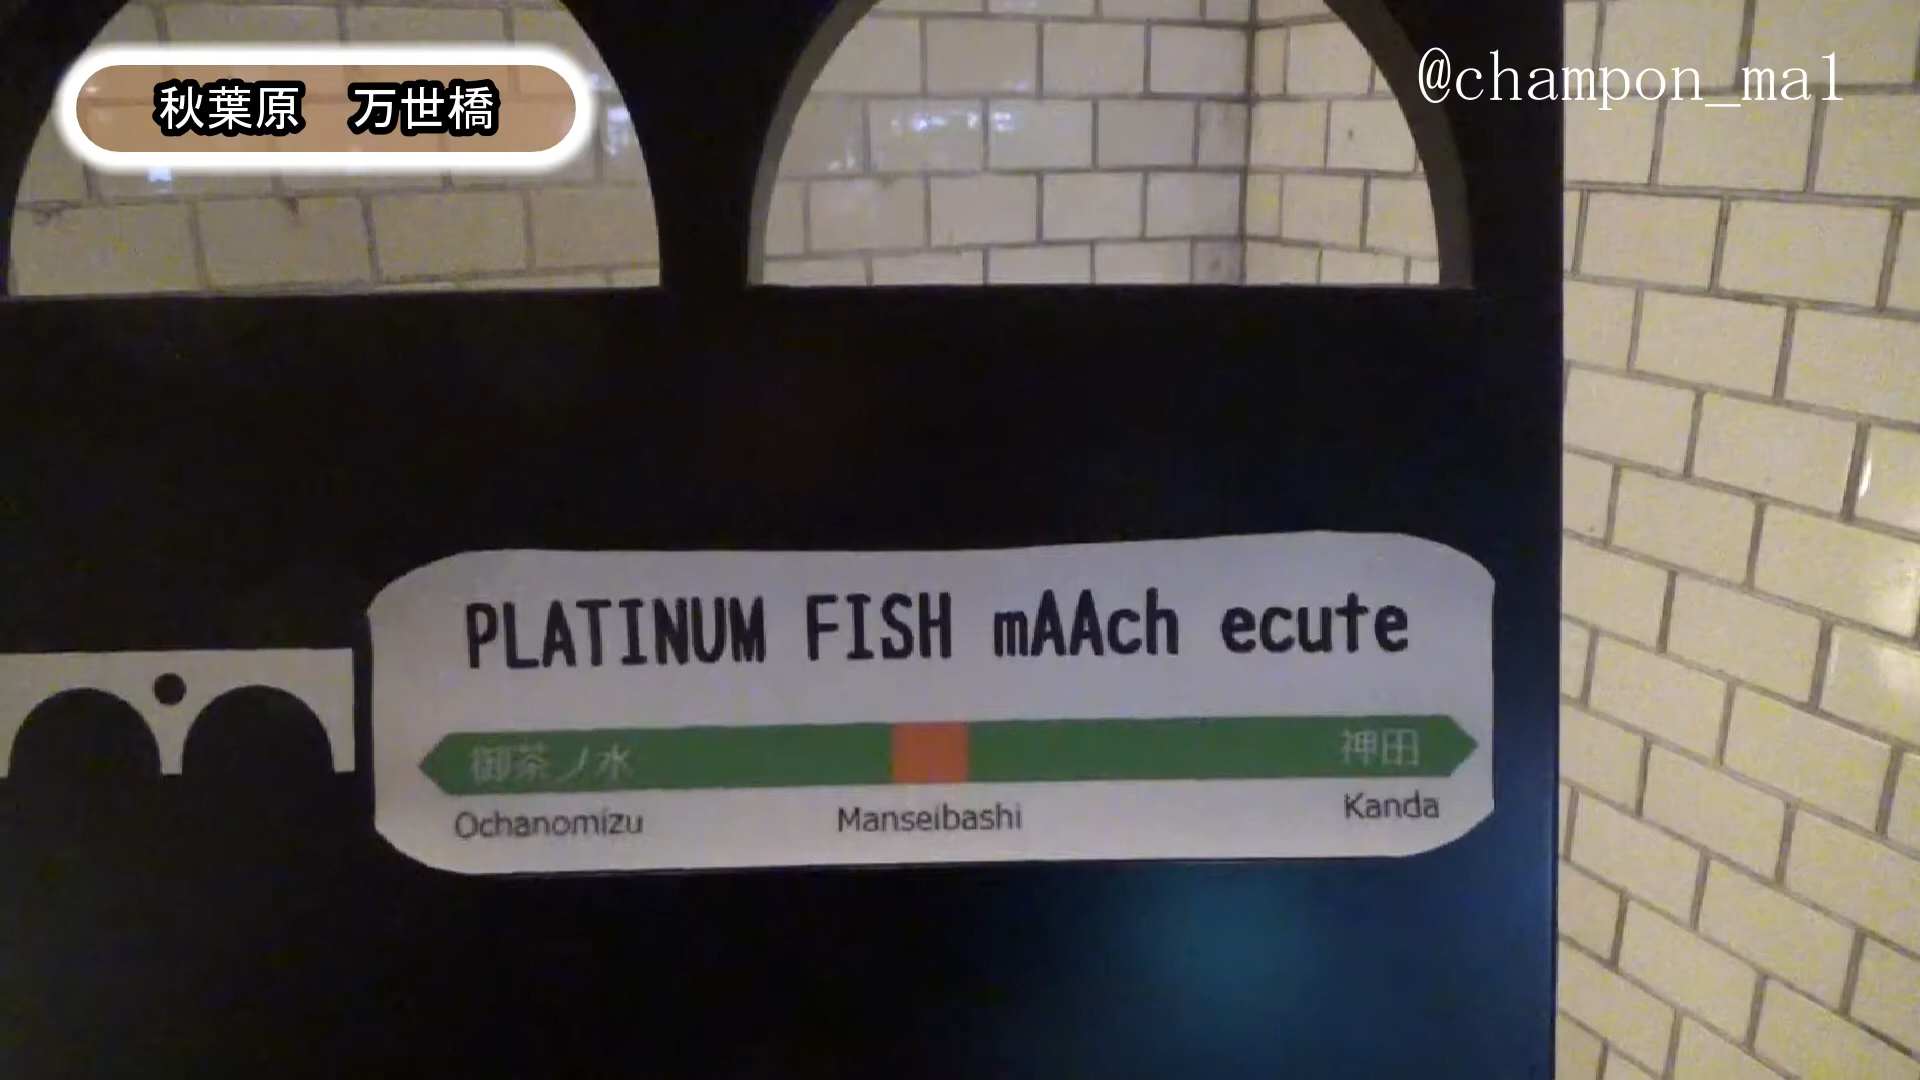 秋葉原　万世橋
@champon_ma1
PLATINUM FISH mAAch ecute
御茶ノ水 神田
Ochanomizu Manseibashi Kanda